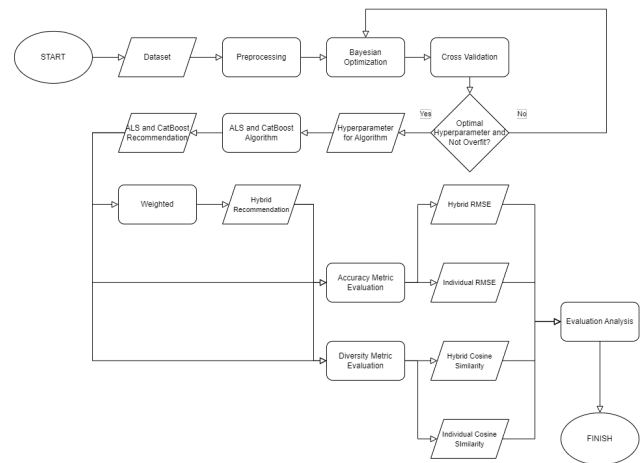 START
Dataset
Preprocessing
Bayesian
Optimization
Cross Validation
Yes
No
Optimal
Hyperparameter and
Not Overfit?
Hyperparameter
for Algorithm
ALS and CatBoost
Algorithm
ALS and CatBoost
Recommendation
Weighted
Hybrid
Recommendation
Hybrid RMSE
Accuracy Metric
Evaluation
Individual RMSE
Evaluation Analysis
Diversity Metric
Evaluation
Hybrid Cosine
Similarity
Individual Cosine
SImilarity
FINISH